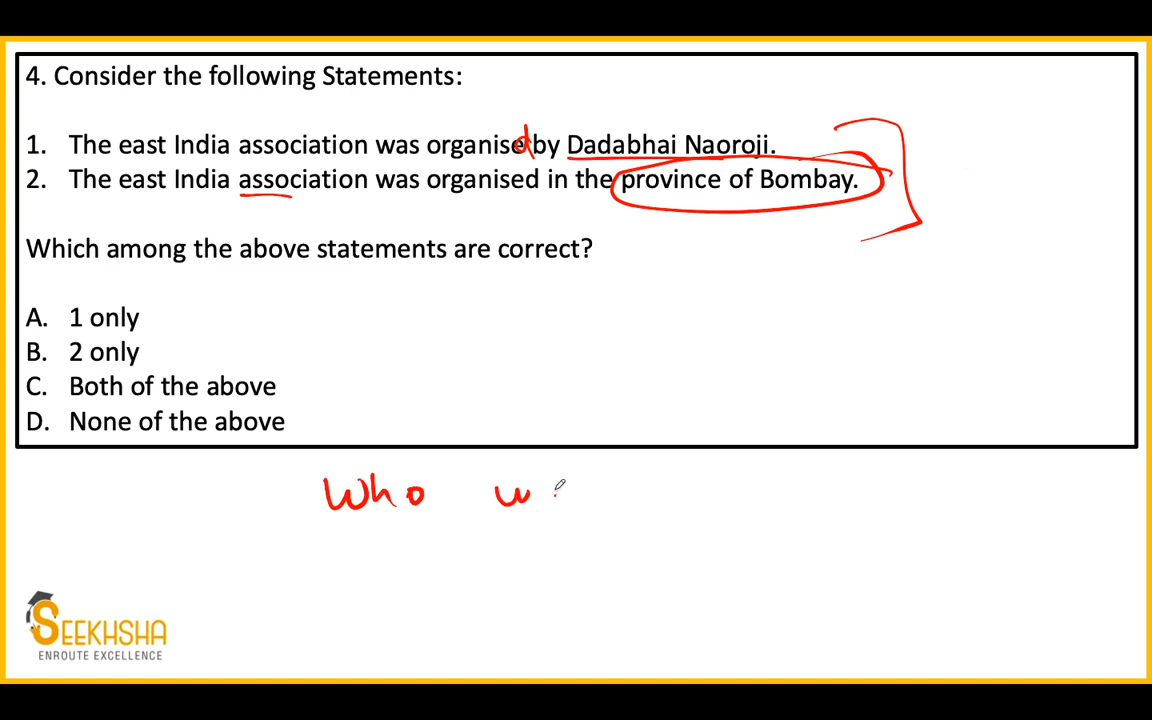 4. Consider the following Statements:
1. The east India association was organised by Dadabhai Naoroji.
2. The east India association was organised in the province of Bombay.
Which among the above statements are correct?
A. 1 only
B. 2 only
C. Both of the above
D. None of the above
Who w
SEEKHSHA
ENROUTE EXCELLENCE